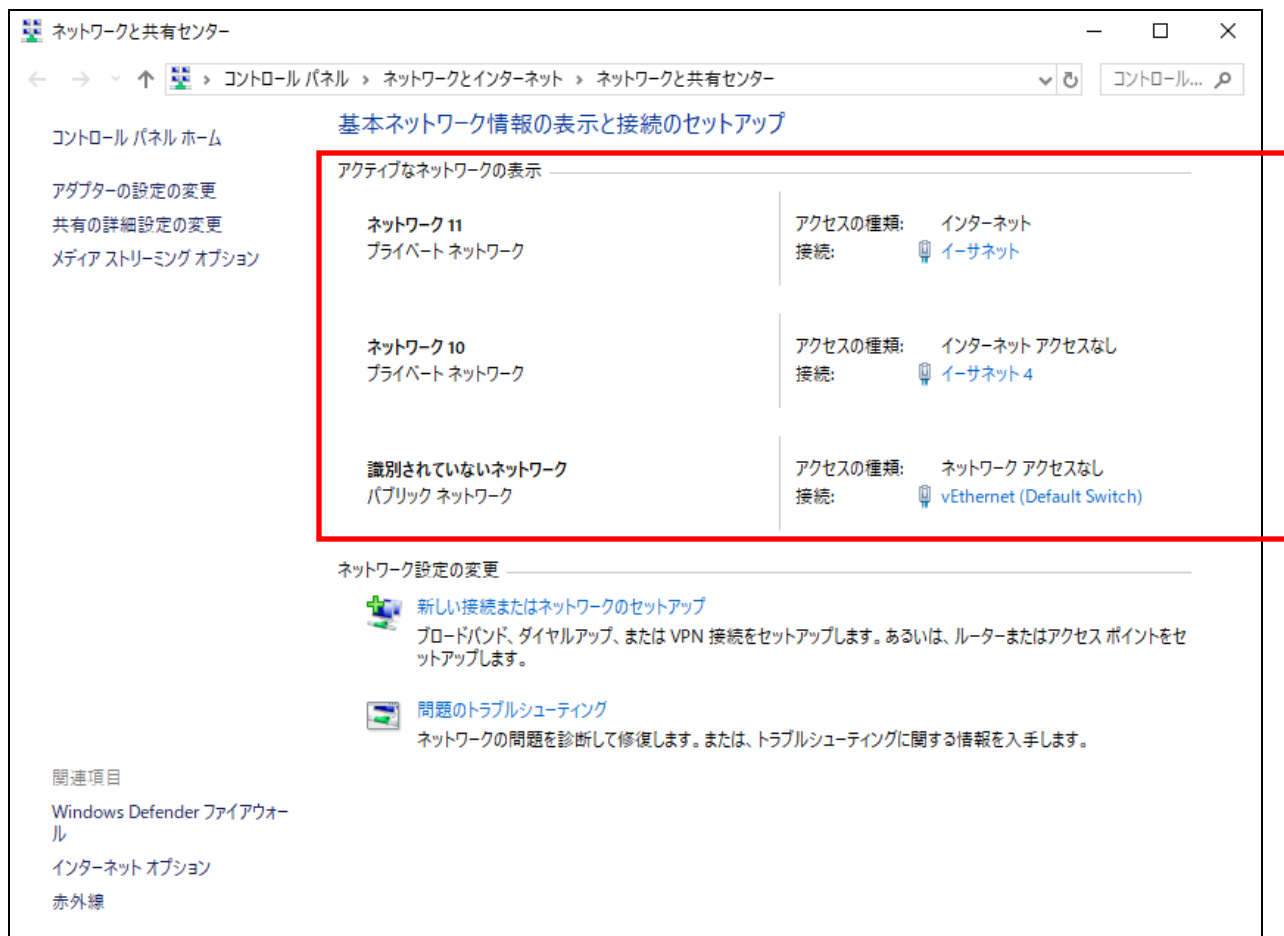 ネットワークと共有センター
コントロール パネル › ネットワークとインターネット › ネットワークと共有センター
コントロール...
コントロール パネル ホーム
アダプターの設定の変更
共有の詳細設定の変更
メディア ストリーミング オプション
基本ネットワーク情報の表示と接続のセットアップ
アクティブなネットワークの表示
ネットワーク 11
プライベート ネットワーク
アクセスの種類: インターネット
接続: イーサネット
ネットワーク 10
プライベート ネットワーク
アクセスの種類: インターネット アクセスなし
接続: イーサネット 4
識別されていないネットワーク
パブリック ネットワーク
アクセスの種類: ネットワーク アクセスなし
接続: vEthernet (Default Switch)
ネットワーク設定の変更
新しい接続またはネットワークのセットアップ
ブロードバンド、ダイヤルアップ、または VPN 接続をセットアップします。あるいは、ルーターまたはアクセス ポイントをセ
ットアップします。
問題のトラブルシューティング
ネットワークの問題を診断して修復します。または、トラブルシューティングに関する情報を入手します。
関連項目
Windows Defender ファイアウォー
ル
インターネット オプション
赤外線